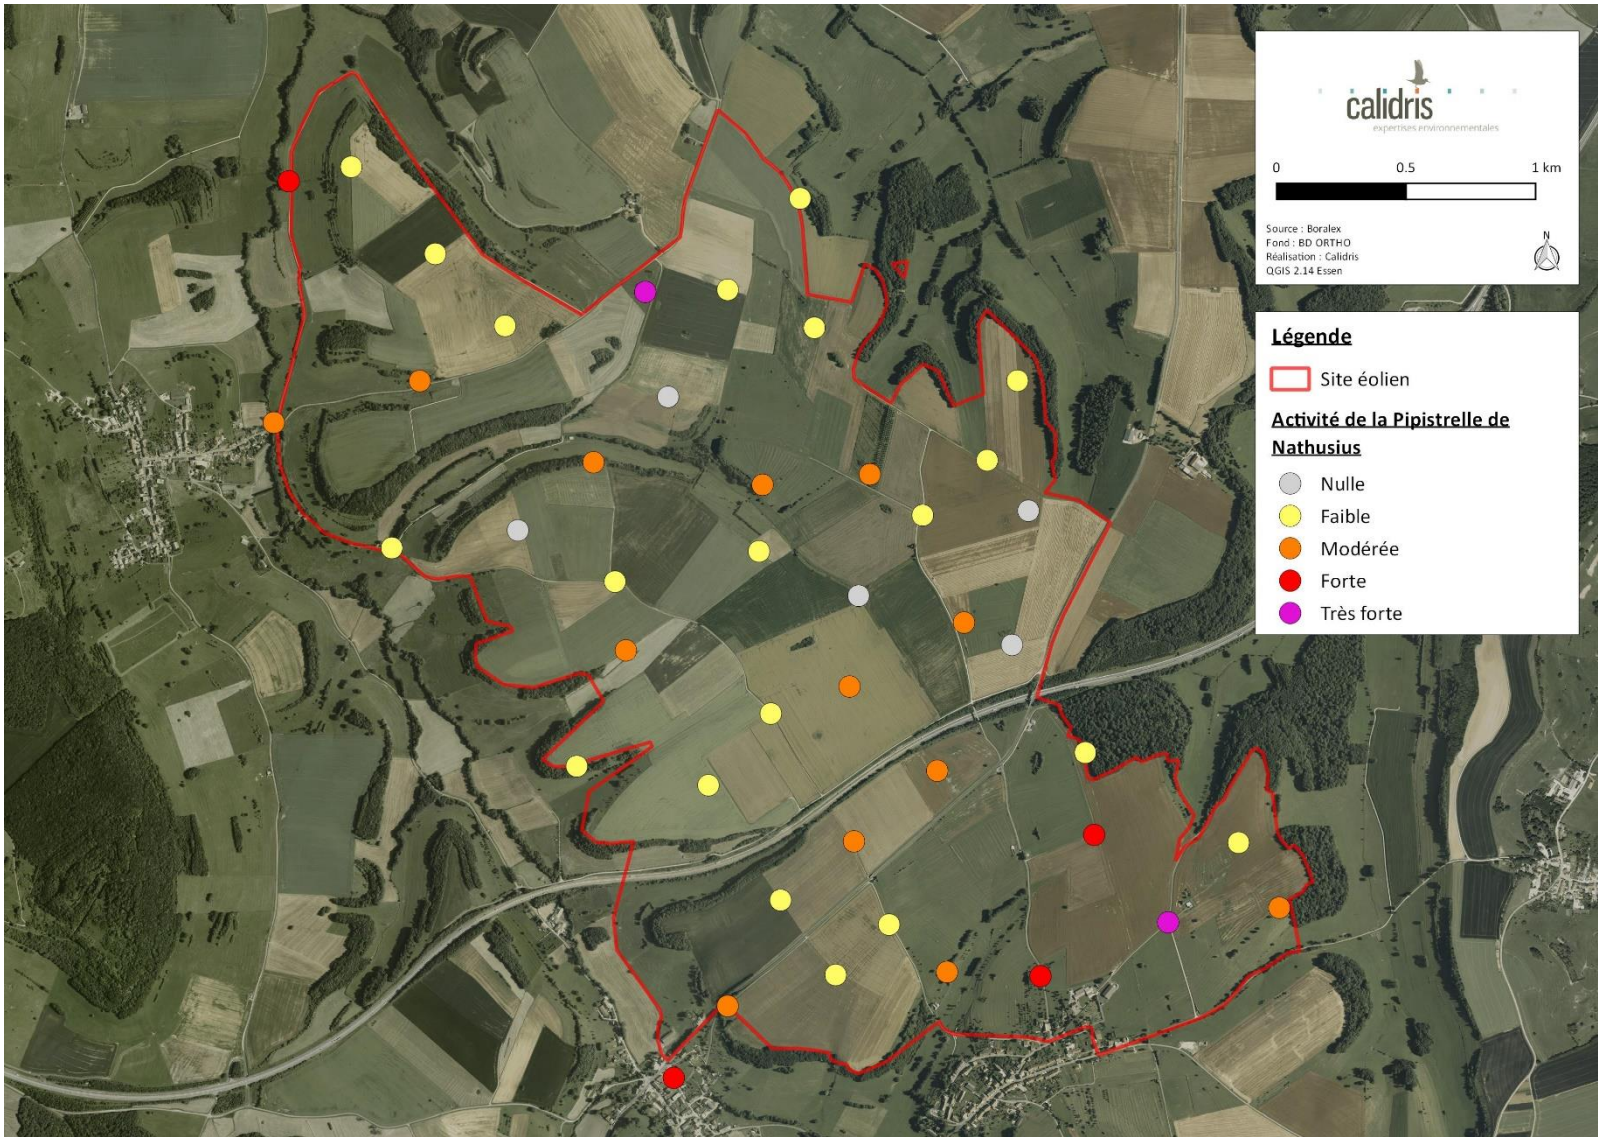 calidris
expertises environnementales
0 0.5 1 km
Source : Boralex
Fond : BD ORTHO
Réalisation : Calidris
QGIS 2.14 Essen
N
Légende
Site éolien
Activité de la Pipistrelle de
Nathusius
Nulle
Faible
Modérée
Forte
Très forte